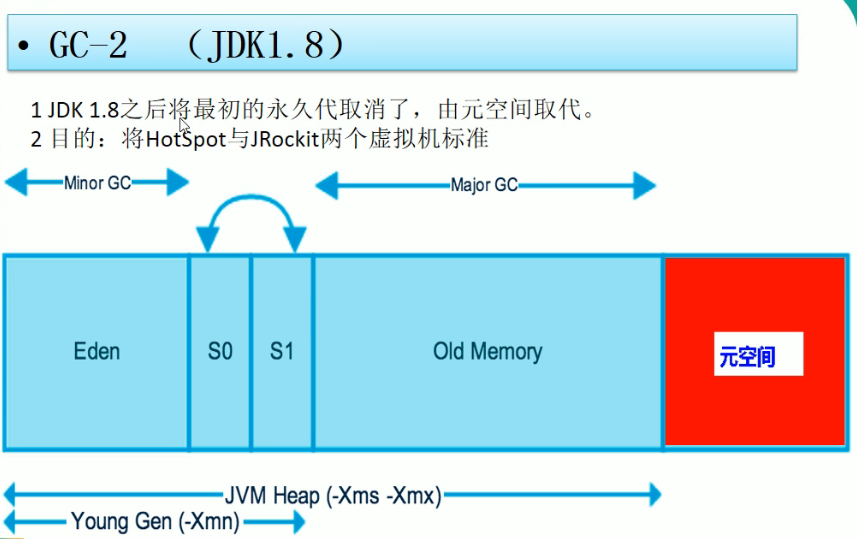 • GC-2 （JDK1.8）
1 JDK 1.8之后将最初的永久代取消了，由元空间取代。
2 目的：将HotSpot与JRockit两个虚拟机标准
Minor GC
Major GC
Eden
S0
S1
Old Memory
元空间
JVM Heap (-Xms -Xmx)
Young Gen (-Xmn)